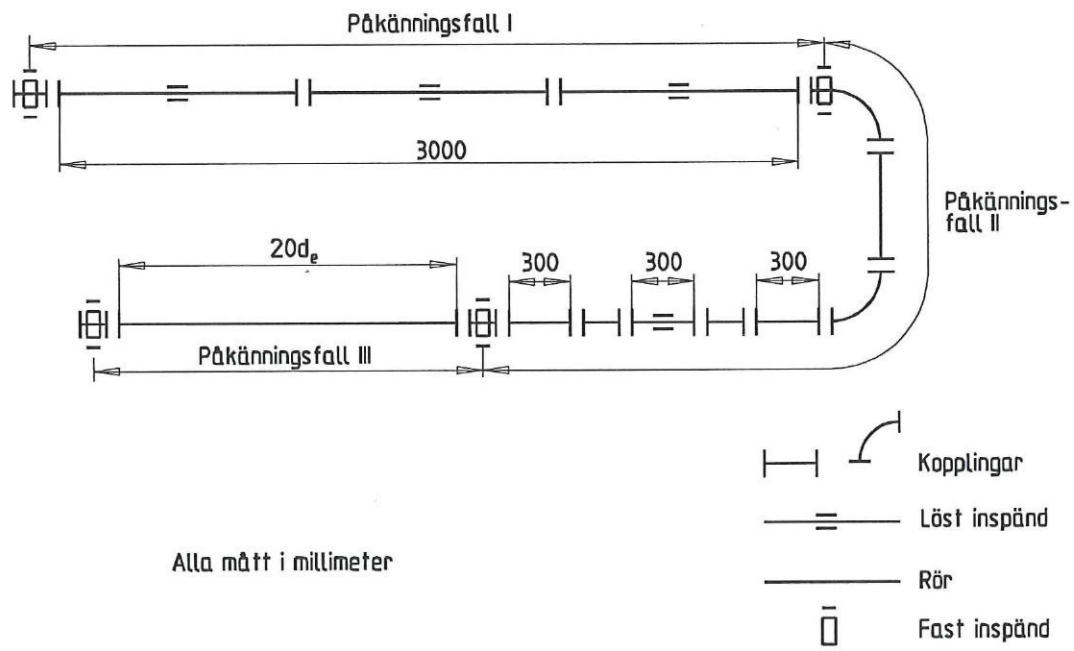 Påkänningsfall I
3000
Påkännings-
fall II
20dₑ
300
300
300
Påkänningsfall III
Kopplingar
Löst inspänd
Alla mått i millimeter
Rör
Fast inspänd